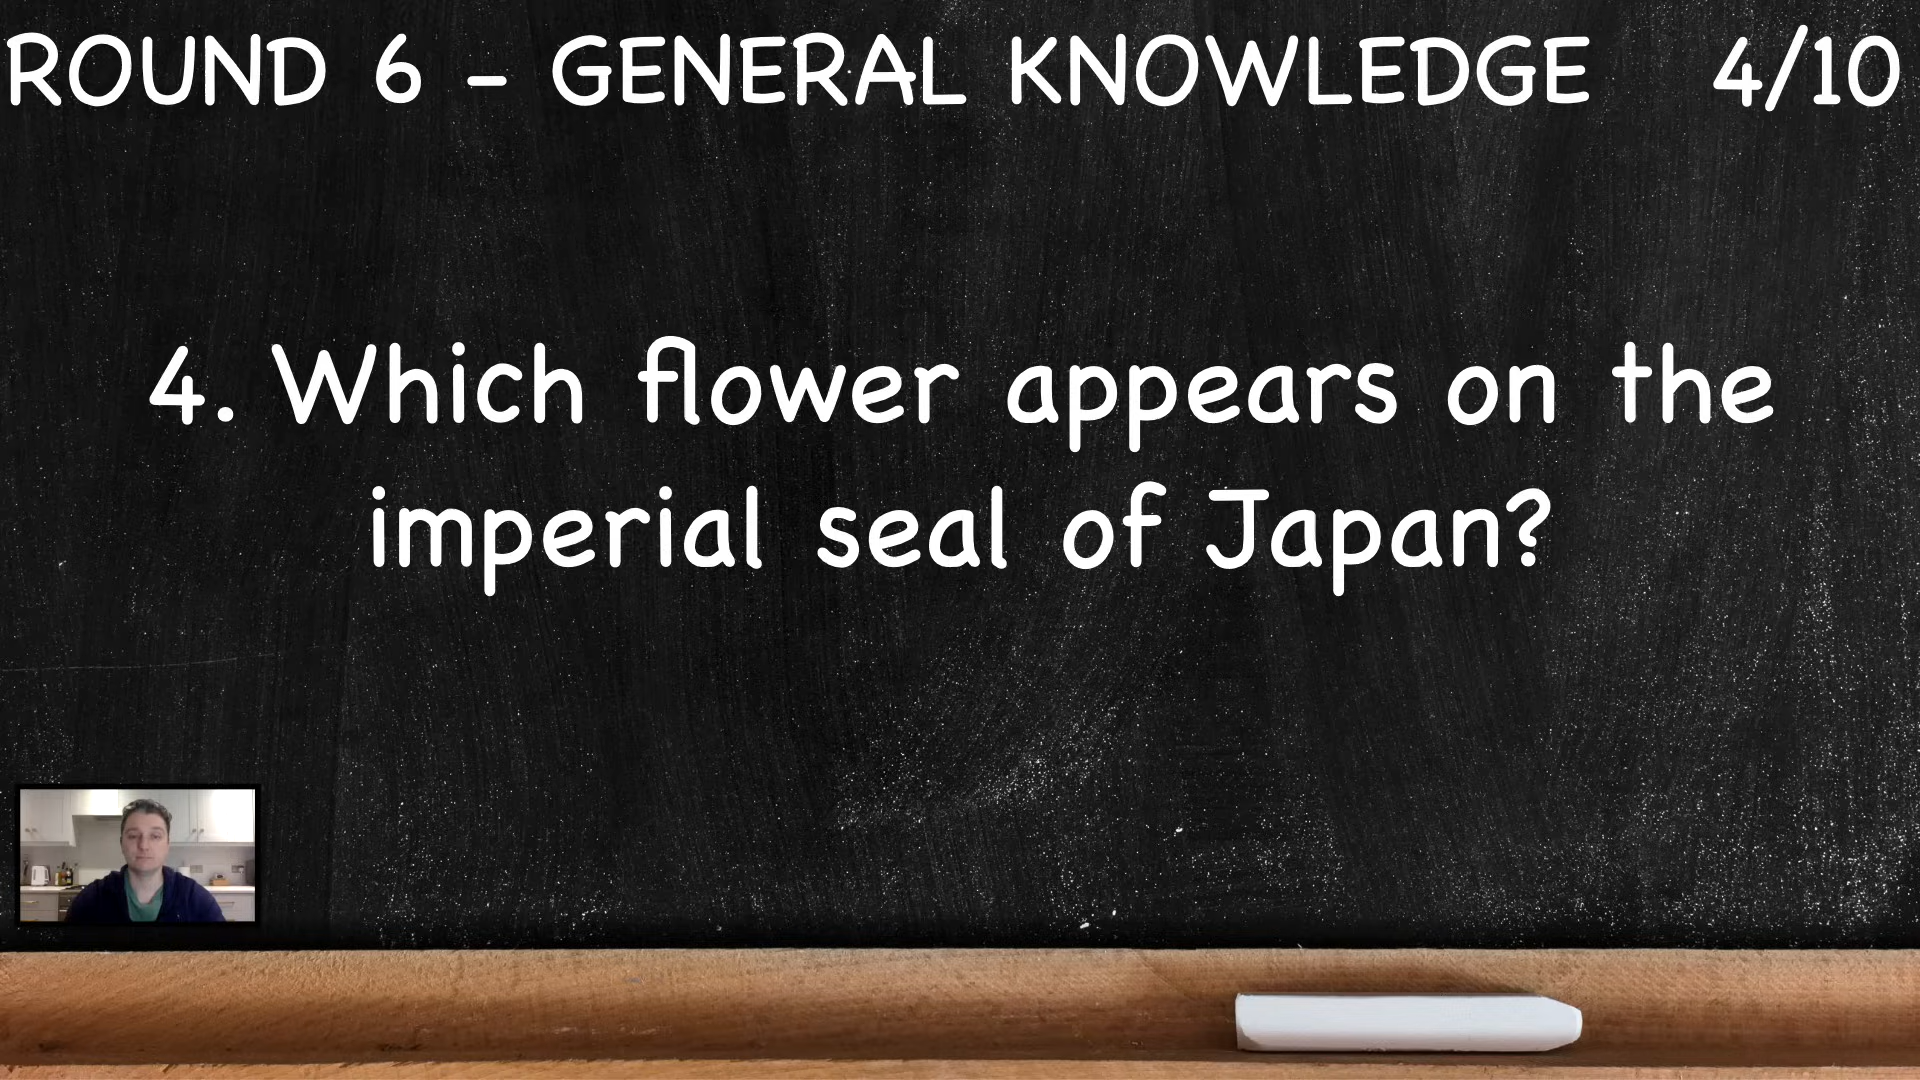 ROUND 6 - GENERAL KNOWLEDGE 4/10
4. Which flower appears on the
imperial seal of Japan?